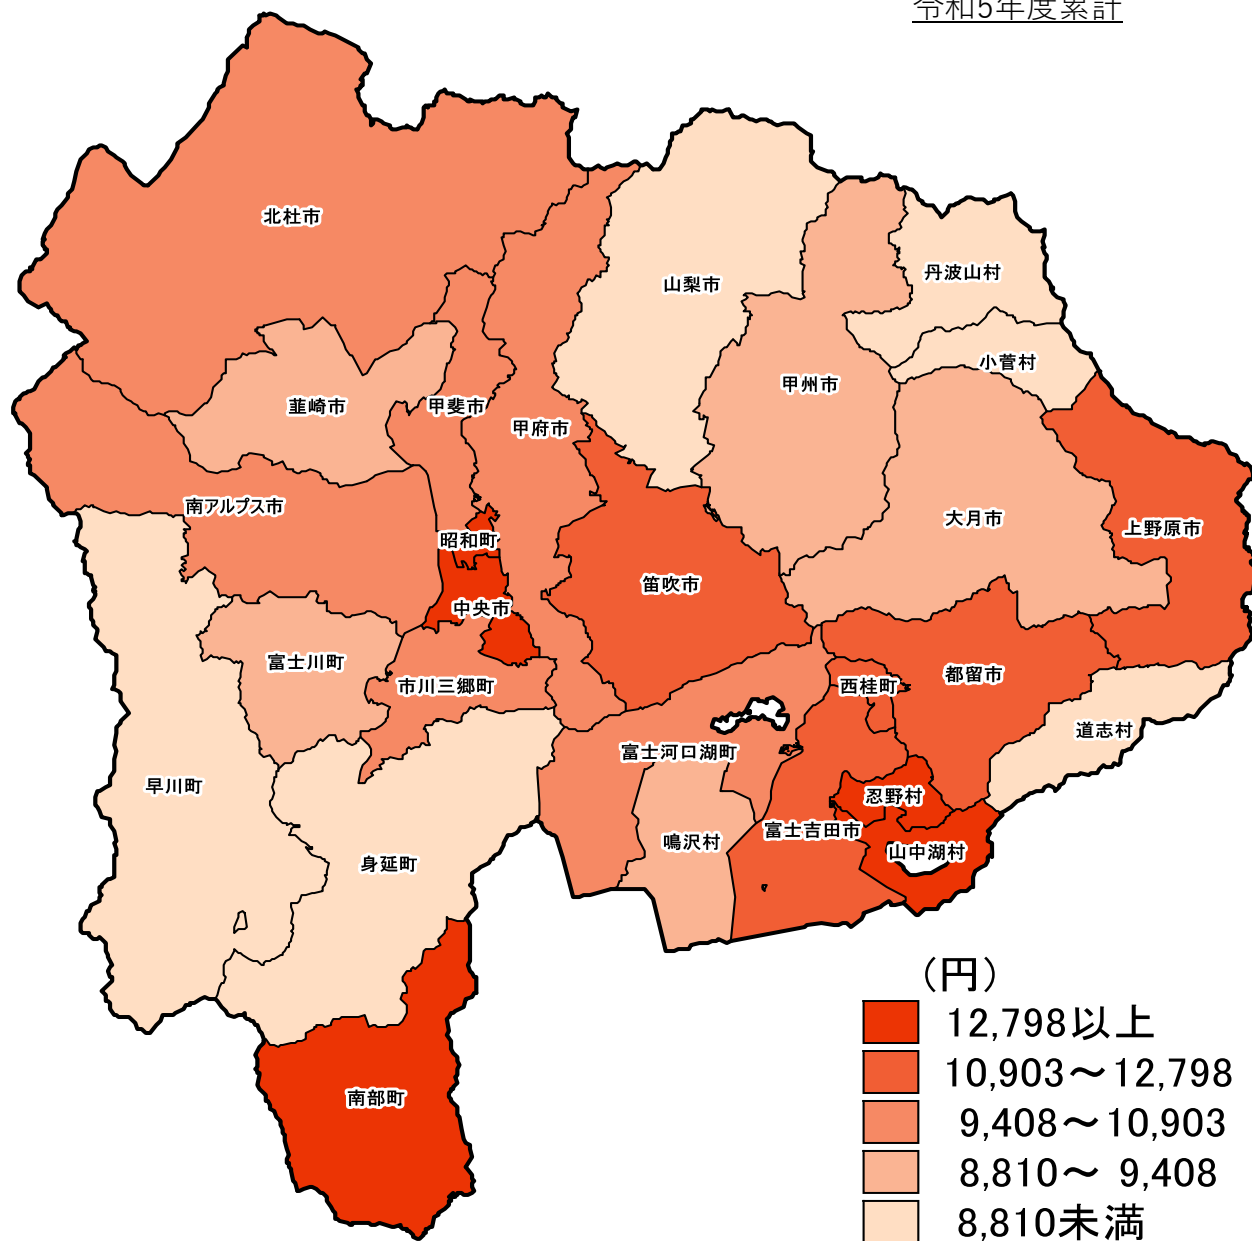 令和5年度累計
北杜市
山梨市
丹波山村
小菅村
甲州市
韮崎市
甲斐市
甲府市
南アルプス市
大月市
上野原市
昭和町
笛吹市
中央市
富士川町
市川三郷町
都留市
西桂町
道志村
富士河口湖町
早川町
忍野村
富士吉田市
鳴沢村
山中湖村
身延町
南部町
(円)
12,798以上
10,903～12,798
9,408～10,903
8,810～ 9,408
8,810未満